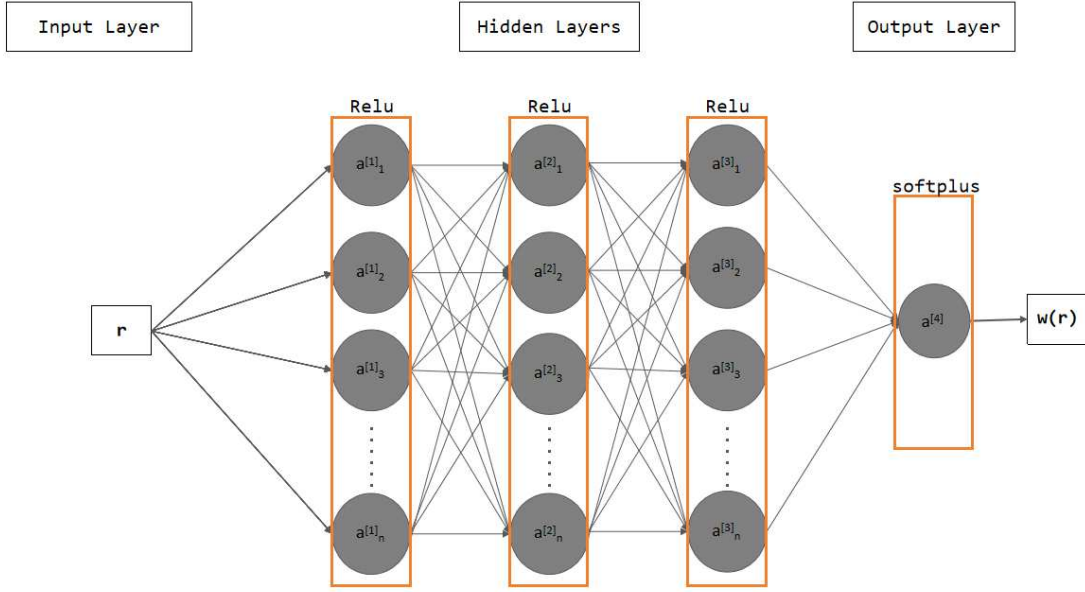 Input Layer
Hidden Layers
Output Layer
Relu
Relu
Relu
softplus
a[1]1
a[2]1
a[3]1
a[1]2
a[2]2
a[3]2
r
a[4]
w(r)
a[1]3
a[2]3
a[3]3
a[1]n
a[2]n
a[3]n